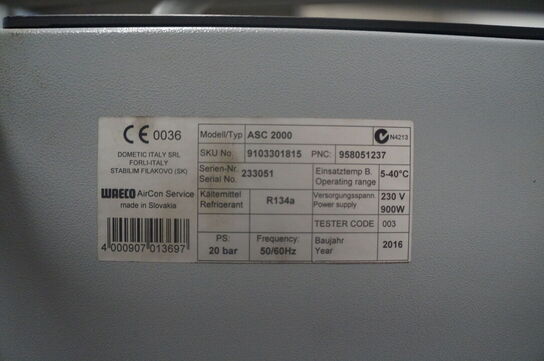 CE 0036
DOMETIC ITALY SRL
FORLI-ITALY
STABILIM FILAKOVO (SK)
WAECO AirCon Service
made in Slovakia
4 000907 013697
Modell/Typ ASC 2000 N4213
SKU No: 9103301815 PNC: 958051237
Serien-Nr. 233051 Einsatztemp B. 5-40°C
Serial No. Operating range
Kältemittel R134a Versorgungsspann. 230 V
Refrigerant Power supply 900W
TESTER CODE 003
PS: Frequency: Baujahr 2016
20 bar 50/60Hz Year